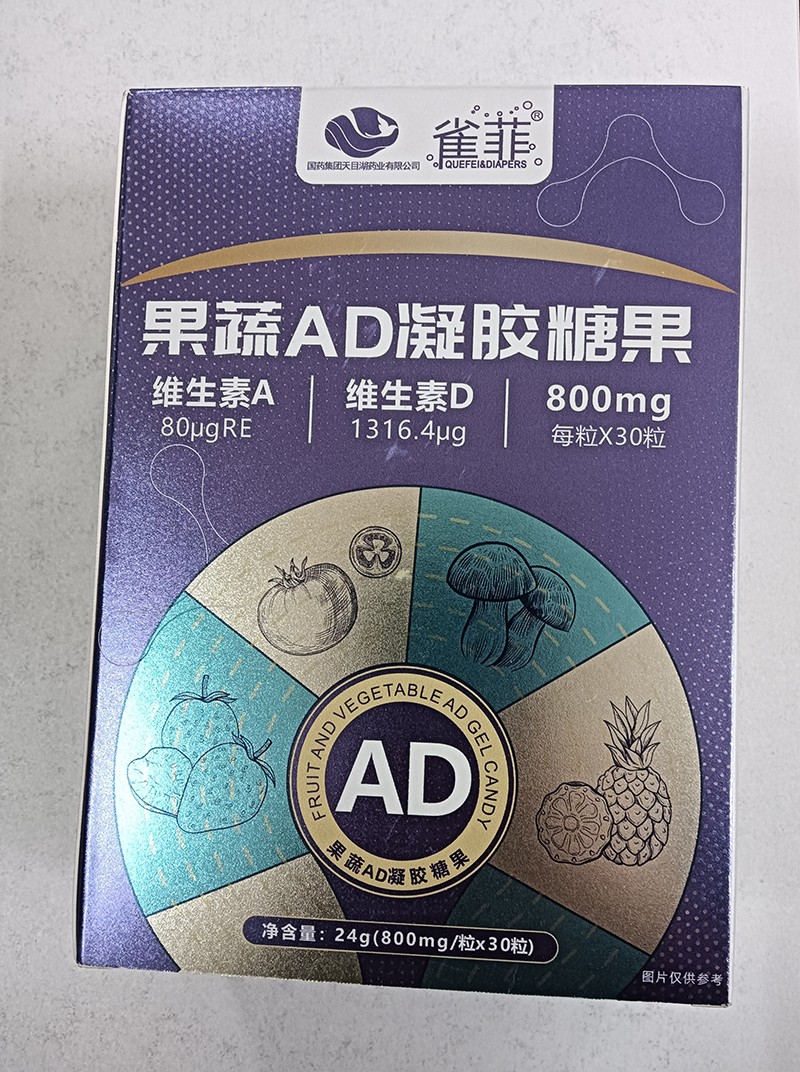 国药集团天目湖药业有限公司
雀菲®
QUEFEI&DIAPERS
果蔬AD凝胶糖果
维生素A
80μgRE
维生素D
1316.4μg
800mg
每粒X30粒
FRUIT AND VEGETABLE AD GEL CANDY
AD
果蔬AD凝胶糖果
净含量：24g(800mg/粒x30粒)
图片仅供参考